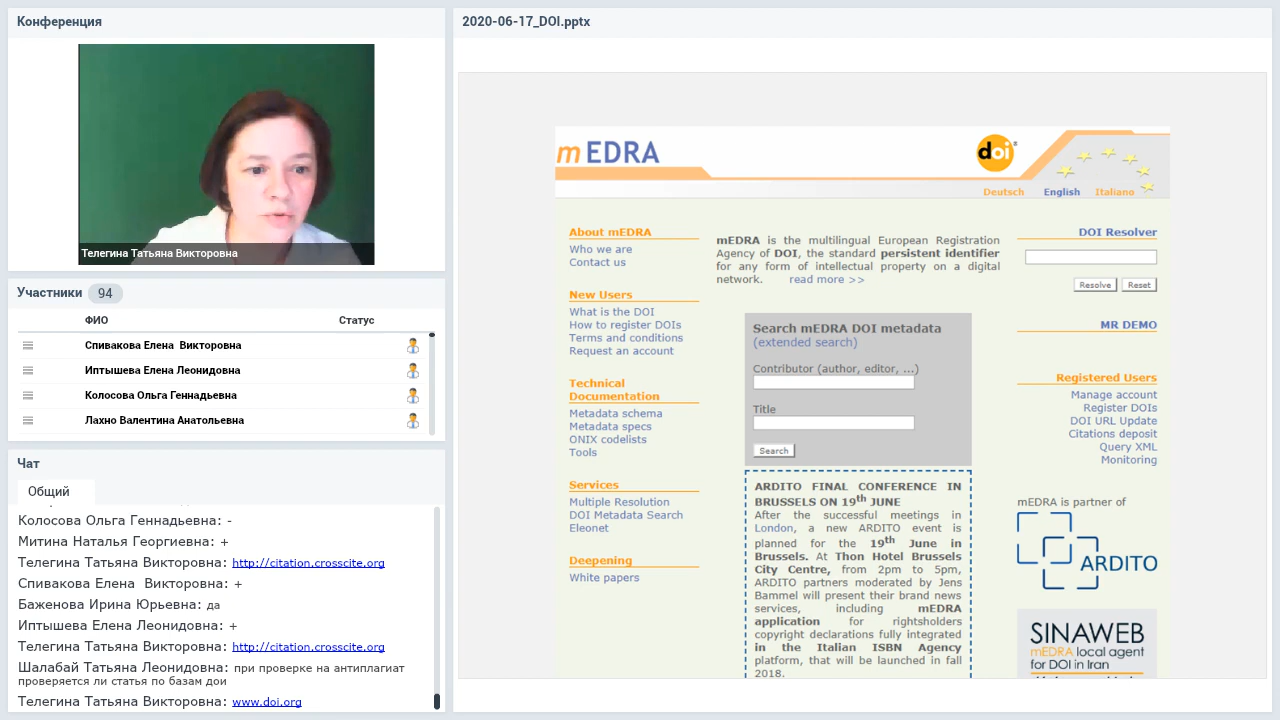 Конференция
Телегина Татьяна Викторовна
Участники 94
ФИО Статус
Спивакова Елена  Викторовна
Иптышева Елена Леонидовна
Колосова Ольга Геннадьевна
Лахно Валентина Анатольевна
Чат
Общий
Колосова Ольга Геннадьевна: -
Митина Наталья Георгиевна: +
Телегина Татьяна Викторовна: http://citation.crosscite.org
Спивакова Елена  Викторовна: +
Баженова Ирина Юрьевна: да
Иптышева Елена Леонидовна: +
Телегина Татьяна Викторовна: http://citation.crosscite.org
Шалабай Татьяна Леонидовна: при проверке на антиплагиат
проверяется ли статья по базам дои
Телегина Татьяна Викторовна: www.doi.org
2020-06-17_DOI.pptx
mEDRA
doi
Deutsch English Italiano
About mEDRA
Who we are
Contact us
New Users
What is the DOI
How to register DOIs
Terms and conditions
Request an account
Technical
Documentation
Metadata schema
Metadata specs
ONIX codelists
Tools
Services
Multiple Resolution
DOI Metadata Search
Eleonet
Deepening
White papers
mEDRA is the multilingual European Registration
Agency of DOI, the standard persistent identifier
for any form of intellectual property on a digital
network. read more >>
Search mEDRA DOI metadata
(extended search)
Contributor (author, editor, ...)
Title
Search
ARDITO FINAL CONFERENCE IN
BRUSSELS ON 19th JUNE
After the successful meetings in
London, a new ARDITO event is
planned for the 19th June in
Brussels. At Thon Hotel Brussels
City Centre, from 2pm to 5pm,
ARDITO partners moderated by Jens
Bammel will present their brand news
services, including mEDRA
application for rightsholders
copyright declarations fully integrated
in the Italian ISBN Agency
platform, that will be launched in fall
2018.
DOI Resolver
Resolve Reset
MR DEMO
Registered Users
Manage account
Register DOIs
DOI URL Update
Citations deposit
Query XML
Monitoring
mEDRA is partner of
ARDITO
SINAWEB
mEDRA local agent
for DOI in Iran